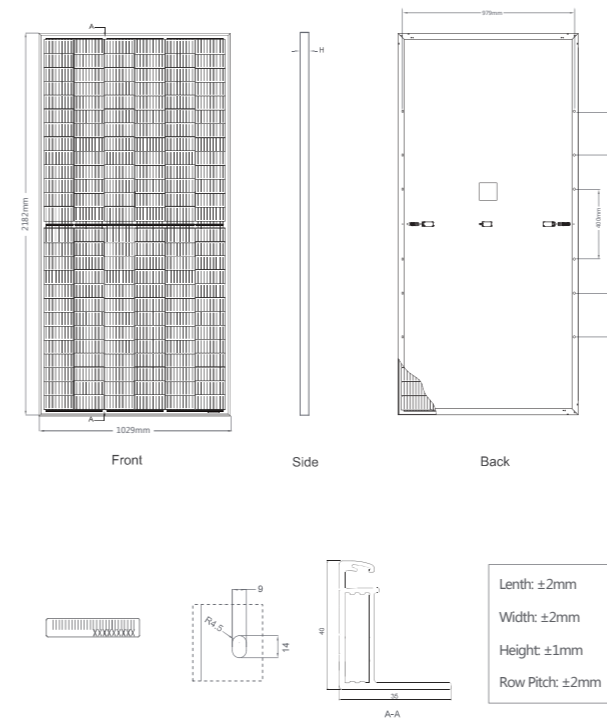 A
H
979mm
2182mm
400mm
A
1029mm
Front
Side
Back
9
R4.5
14
40
35
A-A
Lenth: ±2mm
Width: ±2mm
Height: ±1mm
Row Pitch: ±2mm